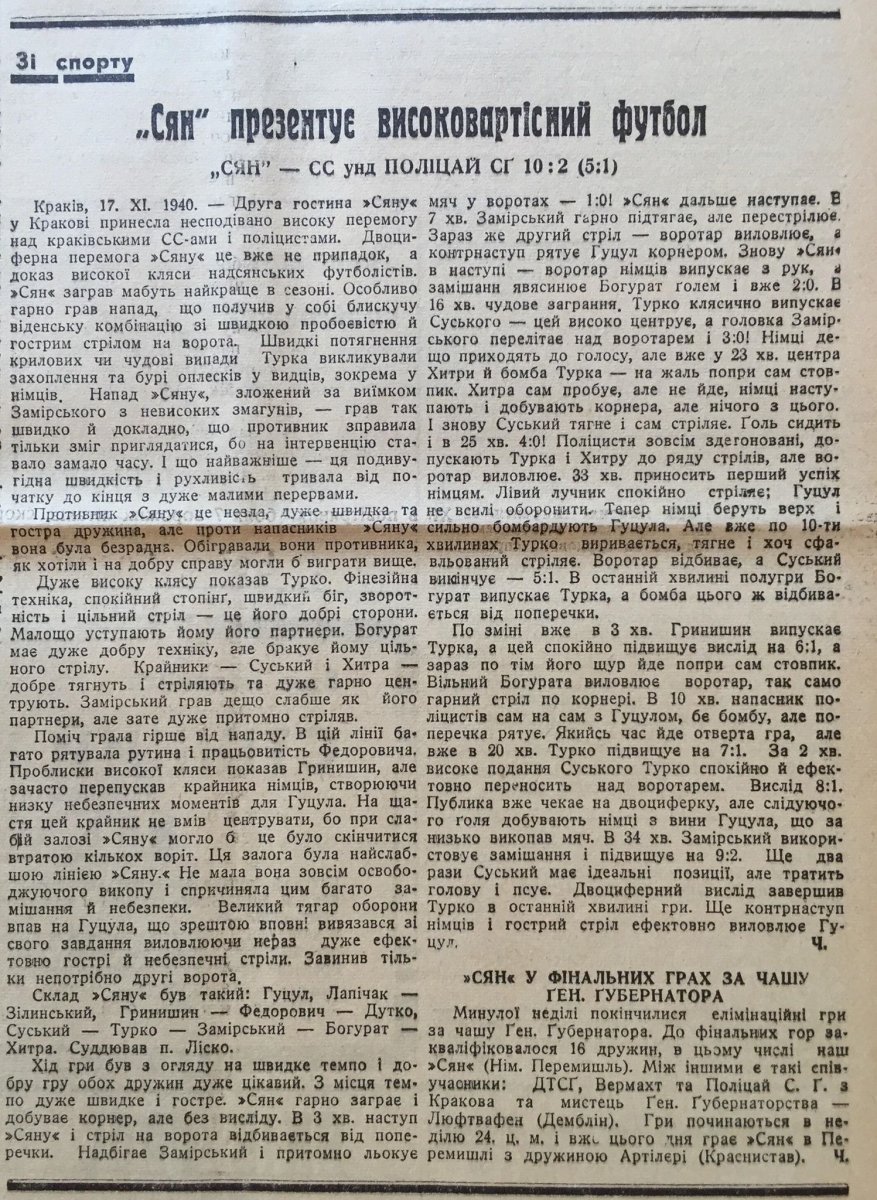 Зі спорту
„Сян" презентує високовартісний футбол
„СЯН" — СС унд ПОЛІЦАЙ СҐ 10:2 (5:1)
Краків, 17. XI. 1940. — Друга гостина »Сяну«
у Кракові принесла несподівано високу перемогу
над краківськими СС-ами і поліцистами. Двоци-
ферна перемога »Сяну« це вже не припадок, а
доказ високої кляси надсянських футболістів.
»Сян« заграв мабуть найкраще в сезоні. Особливо
гарно грав напад, що получив у собі блискучу
віденську комбінацію зі швидкою пробоєвістю й
гострим стрілом на ворота. Швидкі потягнення
крилових чи чудові випади Турка викликували
захоплення та бурі оплесків у видців, зокрема у
німців. Напад »Сяну«, зложений за виїмком
Замірського з невисоких змагунів, — грав так
швидко й докладно, що противник зправила
тільки зміг приглядатися, бо на інтервенцію ста-
вало замало часу. І що найважніше — ця подиву-
гідна швидкість і рухливість тривала від по-
чатку до кінця з дуже малими перервами.
Противник »Сяну« це незла, дуже швидка та
гостра дружина, але проти напасників »Сяну«
вона була безрадна. Обігравали вони противника,
як хотіли і на добру справу могли б виграти вище.
Дуже високу клясу показав Турко. Фінезійна
техніка, спокійний стопінґ, швидкий біг, зворот-
ність і цільний стріл — це його добрі сторони.
Малощо уступають йому його партнери. Богурат
має дуже добру техніку, але бракує йому ціль-
ного стрілу. Крайники — Суський і Хитра —
добре тягнуть і стріляють та дуже гарно цен-
трують. Замірський грав дещо слабше як його
партнери, але зате дуже притомно стріляв.
Поміч грала гірше від нападу. В цій лінії ба-
гато рятувала рутина і працьовитість Федоровича.
Проблиски високої кляси показав Гринишин, але
зачасто перепускав крайника німців, створюючи
низку небезпечних моментів для Гуцула. На ща-
стя цей крайник не вмів центрувати, бо при сла-
бій залозі »Сяну« могло б це було скінчитися
втратою кількох воріт. Ця залога була найслаб-
шою лінією »Сяну.« Не мала вона зовсім освобо-
джуючого викопу і спричиняла цим багато за-
мішання й небезпеки. Великий тягар оборони
впав на Гуцула, що зрештою вповні вивязався зі
свого завдання виловлюючи нераз дуже ефек-
товно гострі й небезпечні стріли. Завинив тіль-
ки непотрібно другі ворота.
Склад »Сяну« був такий: Гуцул, Лапічак —
Зілинський, Гринишин — Федорович — Дутко,
Суський — Турко — Замірський — Богурат —
Хитра. Суддював п. Ліско.
Хід гри був з огляду на швидке темпо і до-
бру гру обох дружин дуже цікавий. З місця тем-
по дуже швидке і гостре. »Сян« гарно заграє і
добуває корнер, але без висліду. В 3 хв. наступ
»Сяну« і стріл на ворота відбивається від попе-
речки. Надбігає Замірський і притомно льокує
мяч у воротах — 1:0! »Сян« дальше наступає. В
7 хв. Замірський гарно підтягає, але перестрілює.
Зараз же другий стріл — воротар виловлює, а
контрнаступ рятує Гуцул корнером. Знову »Сян«
в наступі — воротар німців випускає з рук, а
замішанн явясинює Богурат ґолем і вже 2:0. В
16 хв. чудове заграння. Турко клясично випускає
Суського — цей високо центрує, а головка Замір-
ського перелітає над воротарем і 3:0! Німці де-
що приходять до голосу, але вже у 23 хв. центра
Хитри й бомба Турка — на жаль попри сам стов-
пик. Хитра сам пробує, але не йде, німці насту-
пають і добувають корнера, але нічого з цього.
І знову Суський тягне і сам стріляє. Ґоль сидить
і в 25 хв. 4:0! Поліцисти зовсім здегоновані, до-
пускають Турка і Хитру до ряду стрілів, але во-
ротар виловлює. 33 хв. приносить перший успіх
німцям. Лівий лучник спокійно стріляє; Гуцул
не всилі оборонити. Тепер німці беруть верх і
сильно бомбардують Гуцула. Але вже по 10-ти
хвилинах Турко виривається, тягне і хоч сфа-
вльований стріляє. Воротар відбиває, а Суський
викінчує — 5:1. В останній хвилині полугри Бо-
гурат випускає Турка, а бомба цього ж відбива-
ється від поперечки.
По зміні вже в 3 хв. Гринишин випускає
Турка, а цей спокійно підвищує вислід на 6:1, а
зараз по тім його щур йде попри сам стовпик.
Вільний Богурата виловлює воротар, так само
гарний стріл по корнері. В 10 хв. напасник по-
ліцистів сам на сам з Гуцулом, бє бомбу, але по-
перечка рятує. Якийсь час йде отверта гра, але
вже в 20 хв. Турко підвищує на 7:1. За 2 хв.
високе подання Суського Турко спокійно й ефек-
товно переносить над воротарем. Вислід 8:1.
Публика вже чекає на двоциферку, але слідуючо-
го ґоля добувають німці з вини Гуцула, що за-
низько викопав мяч. В 34 хв. Замірський викори-
стовує замішання і підвищує на 9:2. Ще два
рази Суський має ідеальні позиції, але тратить
голову і псує. Двоциферний вислід завершив
Турко в останній хвилині гри. Ще контрнаступ
німців і гострий стріл ефектовно виловлює Гу-
цул. Ч.
»СЯН« У ФІНАЛЬНИХ ГРАХ ЗА ЧАШУ
ҐЕН. ҐУБЕРНАТОРА
Минулої неділі покінчилися елімінаційні гри
за чашу Ґен. Ґубернатора. До фінальних гор за-
кваліфіковалося 16 дружин, в цьому числі наш
»Сян« (Нім. Перемишль). Між іншими є такі спів-
учасники: ДТСҐ, Вермахт та Поліцай С. Ґ. з
Кракова та мистець Ґен. Ґубернаторства —
Люфтвафен (Демблін). Гри починаються в не-
ділю 24. ц. м. і вже цього дня грає »Сян« в Пе-
ремишлі з дружиною Артілєрі (Краснистав). Ч.